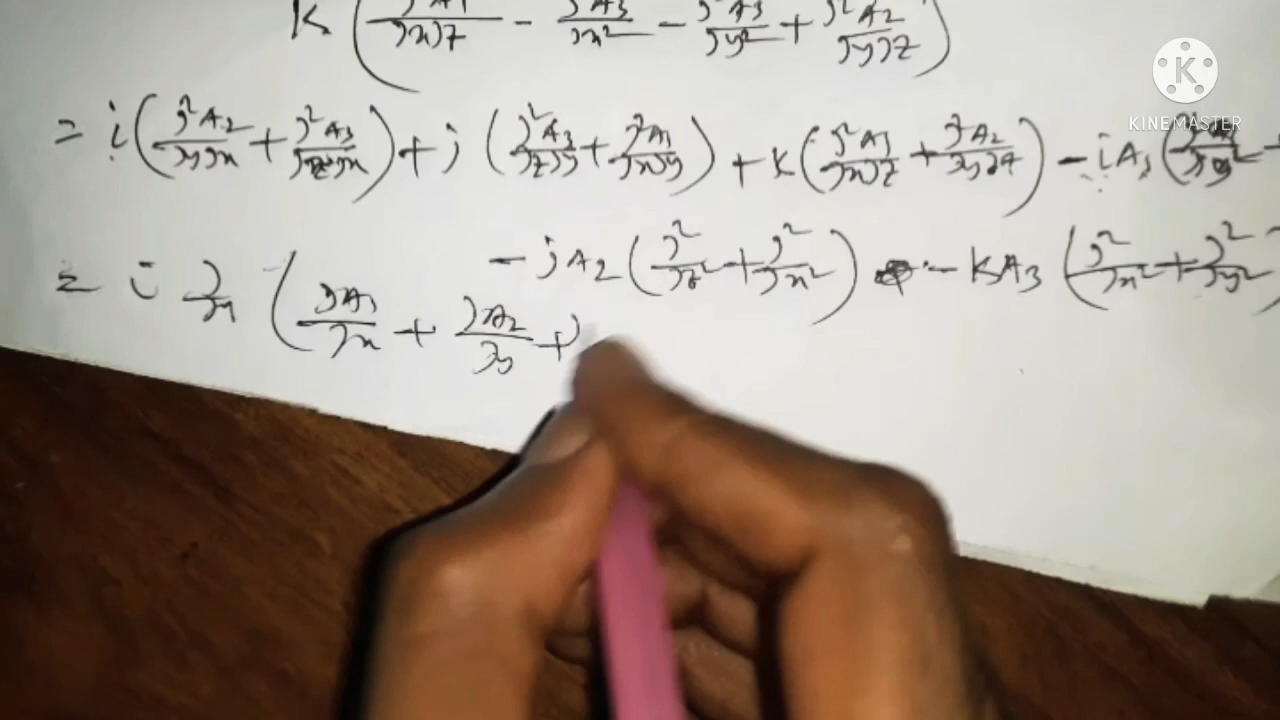 K (∂²A₁/∂x∂z - ∂²A₃/∂x² - ∂²A₃/∂y² + ∂²A₂/∂y∂z)
KINEMASTER
= i (∂²A₂/∂y∂x + ∂²A₃/∂z∂x) + j (∂²A₃/∂z∂y + ∂²A₁/∂x∂y) + K (∂²A₁/∂x∂z + ∂²A₂/∂y∂z) - iA₁ (∂²/∂y² +
- jA₂ (∂²/∂z² + ∂²/∂x²) - KA₃ (∂²/∂x² + ∂²/∂y²)
= i ∂/∂x (∂A₁/∂x + ∂A₂/∂y + ∂